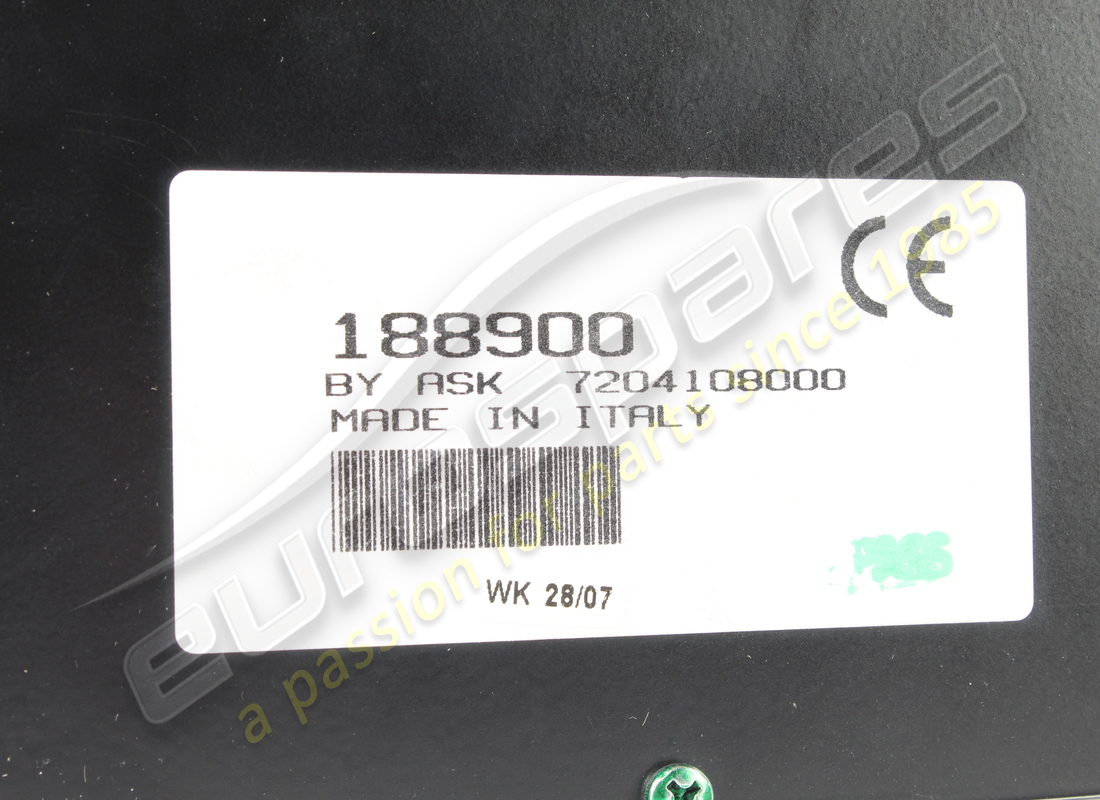 CE
188900
BY ASK 7204108000
MADE IN ITALY
WK 28/07
eurospares
a passion for parts since 1985